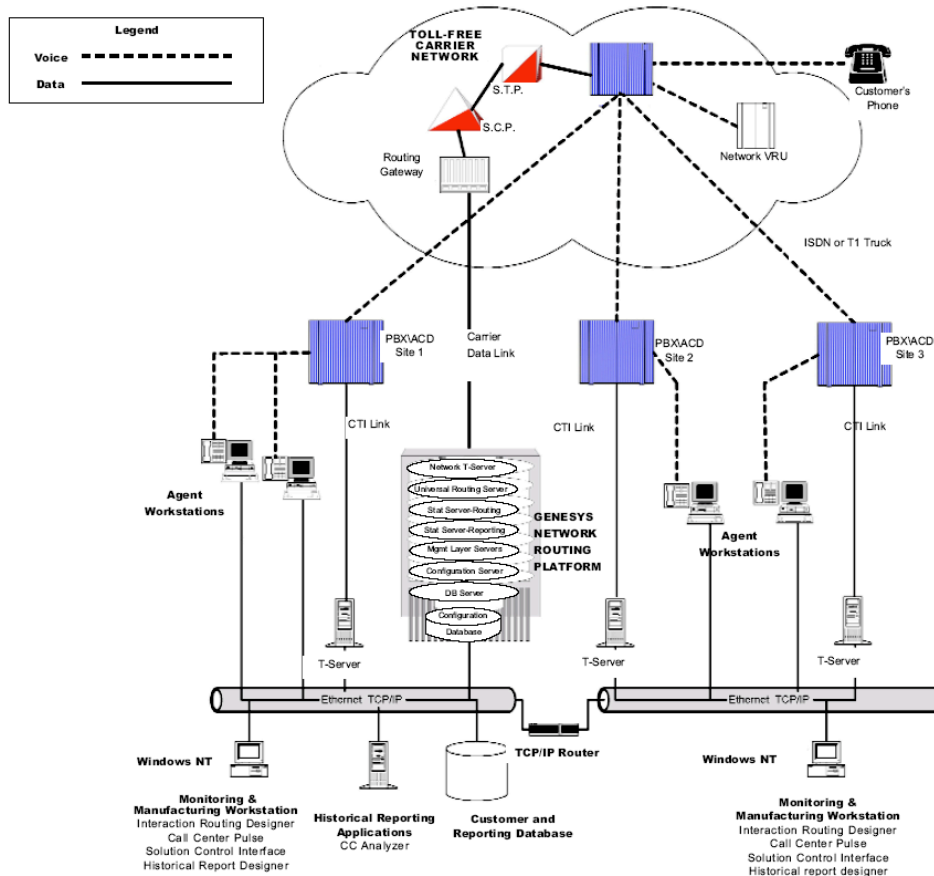 Legend
Voice
Data
TOLL-FREE
CARRIER
NETWORK
S.T.P.
S.C.P.
Routing
Gateway
Customer's
Phone
Network VRU
ISDN or T1 Truck
PBX\ACD
Site 1
Carrier
Data Link
PBX\ACD
Site 2
PBX\ACD
Site 3
CTI Link
CTI Link
CTI Link
Agent
Workstations
Network T-Server
Universal Routing Server
Stat Server-Routing
Stat Server-Reporting
Mgmt Layer Servers
Configuration Server
DB Server
Configuration
Database
GENESYS
NETWORK
ROUTING
PLATFORM
Agent
Workstations
T-Server
T-Server
T-Server
Ethernet TCP/IP
Ethernet TCP/IP
TCP/IP Router
Windows NT
Monitoring &
Manufacturing Workstation
Interaction Routing Designer
Call Center Pulse
Solution Control Interface
Historical Report Designer
Historical Reporting
Applications
CC Analyzer
Customer and
Reporting Database
Windows NT
Monitoring &
Manufacturing Workstation
Interaction Routing Designer
Call Center Pulse
Solution Control Interface
Historical report designer